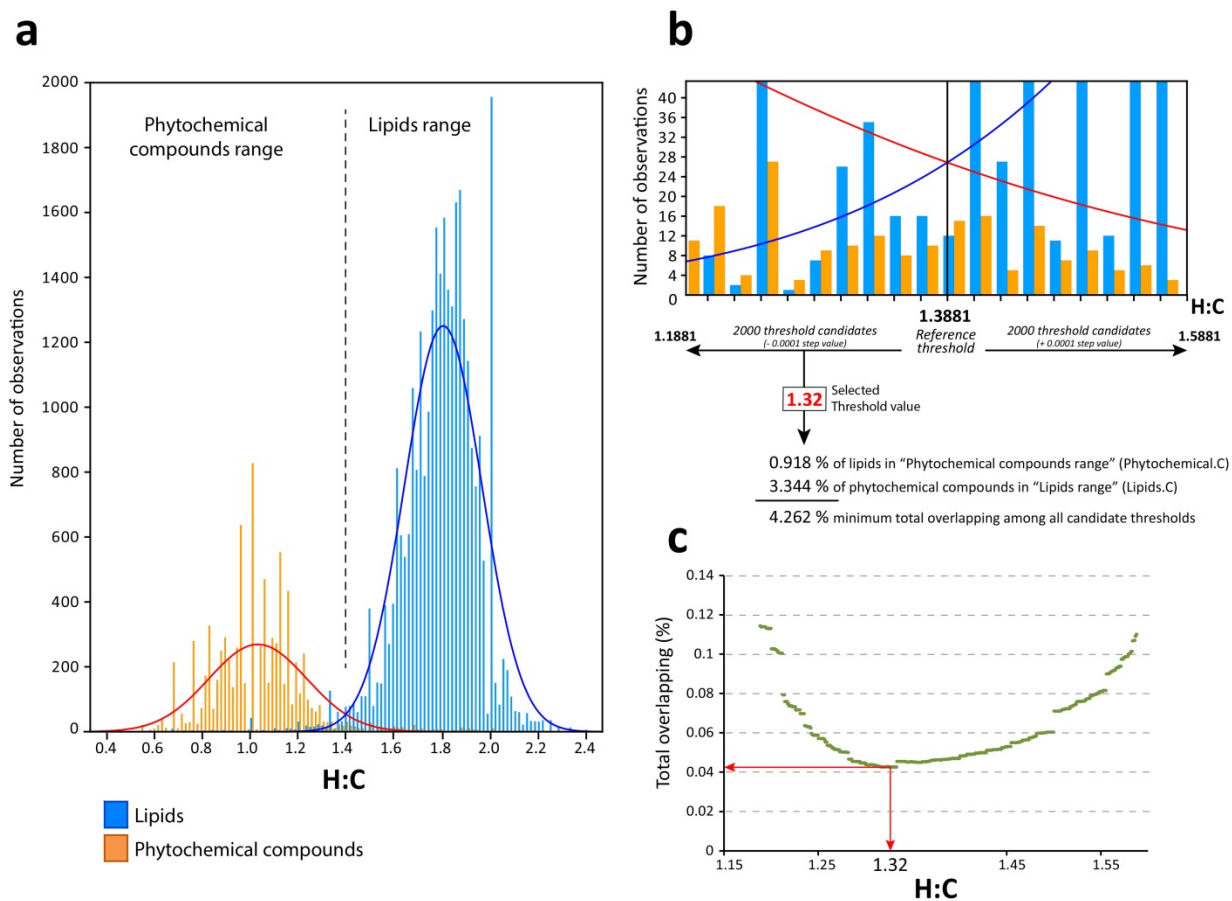 a
2000
1800
1600
1400
1200
1000
800
600
400
200
0
Number of observations
Phytochemical
compounds range
Lipids range
0.4 0.6 0.8 1.0 1.2 1.4 1.6 1.8 2.0 2.2 2.4
H:C
Lipids
Phytochemical compounds
b
40
36
32
28
24
20
16
12
8
4
0
Number of observations
H:C
1.3881
1.1881
2000 threshold candidates
(- 0.0001 step value)
Reference
threshold
2000 threshold candidates
(+ 0.0001 step value)
1.5881
1.32
Selected
Threshold value
0.918 % of lipids in “Phytochemical compounds range” (Phytochemical.C)
3.344 % of phytochemical compounds in “Lipids range” (Lipids.C)
4.262 % minimum total overlapping among all candidate thresholds
c
0.14
0.12
0.1
0.08
0.06
0.04
0.02
0
Total overlapping (%)
1.15 1.25 1.32 1.45 1.55
H:C